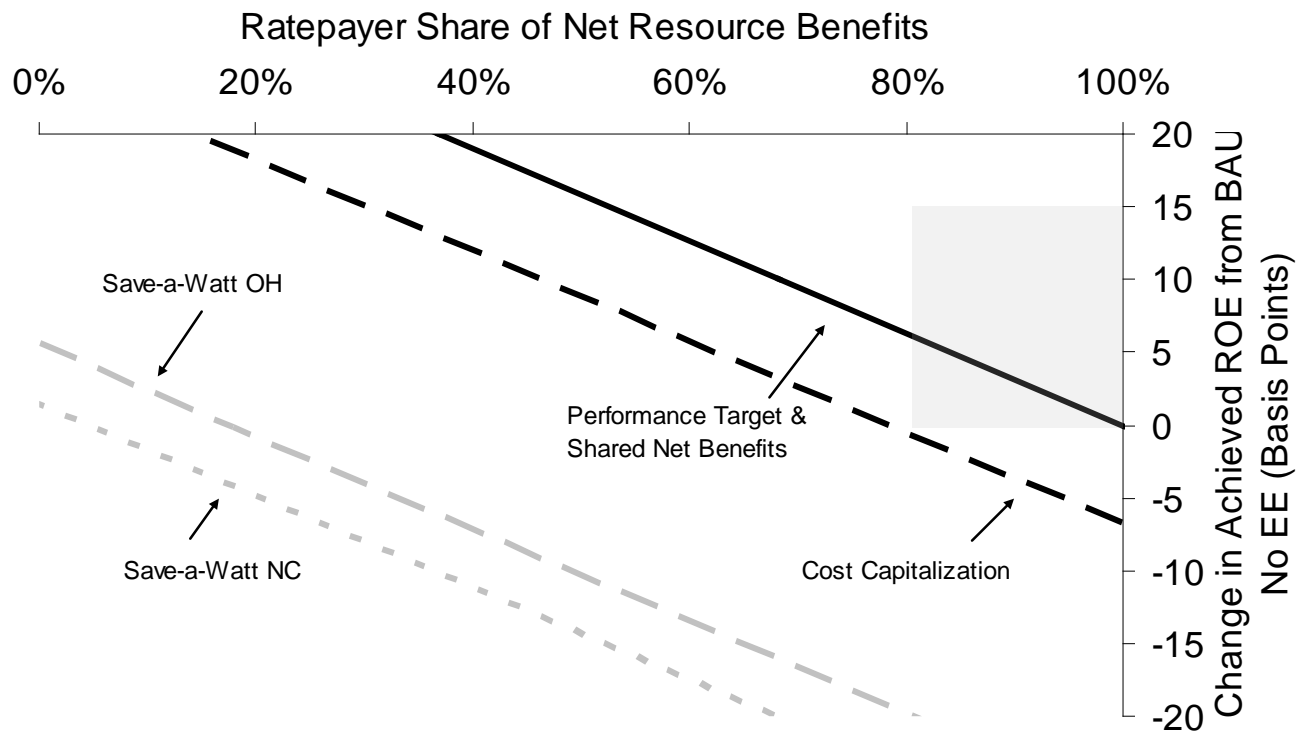 Ratepayer Share of Net Resource Benefits
0% 20% 40% 60% 80% 100%
20
15
10
5
0
-5
-10
-15
-20
Change in Achieved ROE from BAU
No EE (Basis Points)
Save-a-Watt OH
Performance Target &
Shared Net Benefits
Save-a-Watt NC
Cost Capitalization